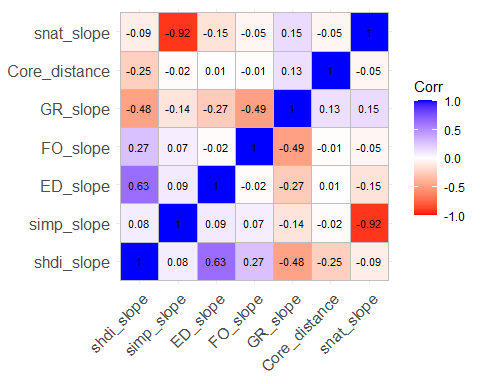 snat_slope -0.09 -0.92 -0.15 -0.05 0.15 -0.05 1
Core_distance -0.25 -0.02 0.01 -0.01 0.13 1 -0.05
GR_slope -0.48 -0.14 -0.27 -0.49 1 0.13 0.15
FO_slope 0.27 0.07 -0.02 1 -0.49 -0.01 -0.05
ED_slope 0.63 0.09 1 -0.02 -0.27 0.01 -0.15
simp_slope 0.08 1 0.09 0.07 -0.14 -0.02 -0.92
shdi_slope 1 0.08 0.63 0.27 -0.48 -0.25 -0.09
shdi_slope simp_slope ED_slope FO_slope GR_slope Core_distance snat_slope
Corr
1.0
0.5
0.0
-0.5
-1.0